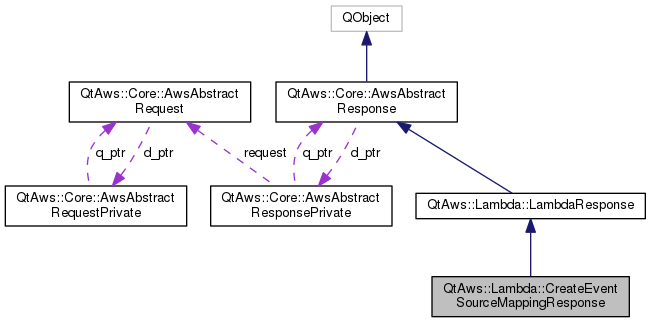 QObject
QtAws::Core::AwsAbstract
Request
QtAws::Core::AwsAbstract
Response
q_ptr
d_ptr
request
q_ptr
d_ptr
QtAws::Core::AwsAbstract
RequestPrivate
QtAws::Core::AwsAbstract
ResponsePrivate
QtAws::Lambda::LambdaResponse
QtAws::Lambda::CreateEvent
SourceMappingResponse